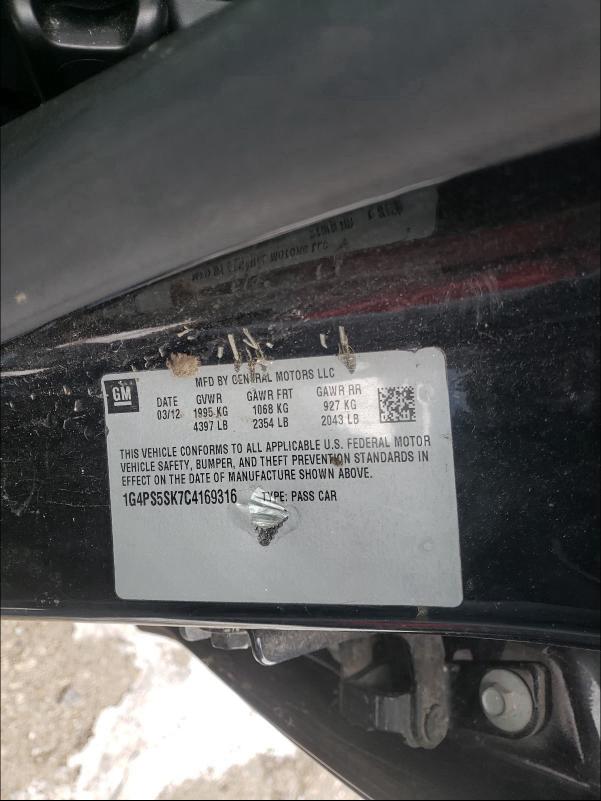 MFD BY GENERAL MOTORS LLC
GM
DATE GVWR GAWR FRT GAWR RR
03/12 1995 KG 1068 KG 927 KG
4397 LB 2354 LB 2043 LB
THIS VEHICLE CONFORMS TO ALL APPLICABLE U.S. FEDERAL MOTOR
VEHICLE SAFETY, BUMPER, AND THEFT PREVENTION STANDARDS IN
EFFECT ON THE DATE OF MANUFACTURE SHOWN ABOVE.
1G4PS5SK7C4169316 TYPE: PASS CAR